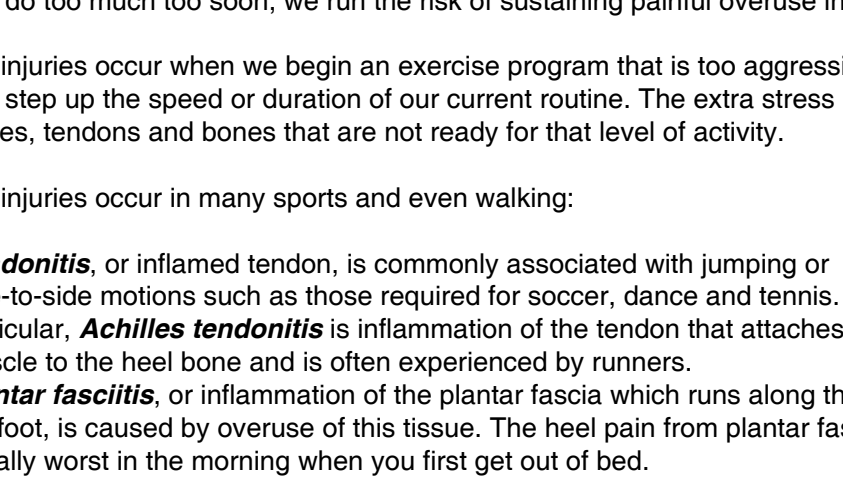 do too much too soon, we run the risk of sustaining painful overuse in
injuries occur when we begin an exercise program that is too aggressi
step up the speed or duration of our current routine. The extra stress
es, tendons and bones that are not ready for that level of activity.
injuries occur in many sports and even walking:
donitis, or inflamed tendon, is commonly associated with jumping or
-to-side motions such as those required for soccer, dance and tennis.
icular, Achilles tendonitis is inflammation of the tendon that attaches
cle to the heel bone and is often experienced by runners.
ntar fasciitis, or inflammation of the plantar fascia which runs along th
foot, is caused by overuse of this tissue. The heel pain from plantar fas
ally worst in the morning when you first get out of bed.